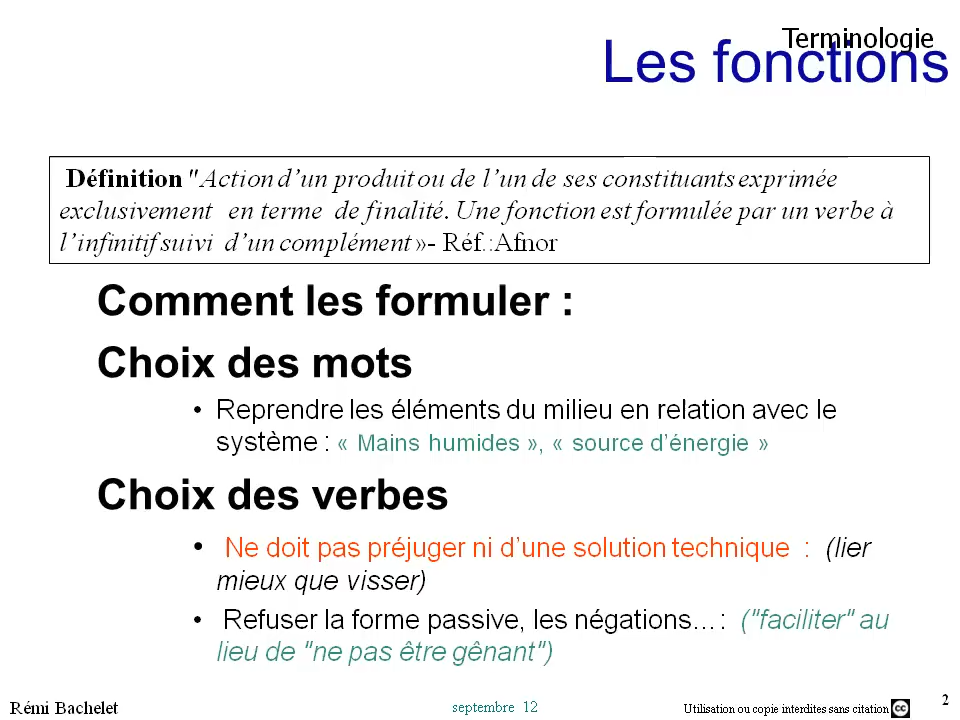 Terminologie
Les fonctions
Définition "Action d’un produit ou de l’un de ses constituants exprimée
exclusivement en terme de finalité. Une fonction est formulée par un verbe à
l’infinitif suivi d’un complément »- Réf.:Afnor
Comment les formuler :
Choix des mots
• Reprendre les éléments du milieu en relation avec le
système : « Mains humides », « source d’énergie »
Choix des verbes
• Ne doit pas préjuger ni d’une solution technique : (lier
mieux que visser)
• Refuser la forme passive, les négations... : ("faciliter" au
lieu de "ne pas être gênant")
Rémi Bachelet
septembre 12
Utilisation ou copie interdites sans citation
cc
2